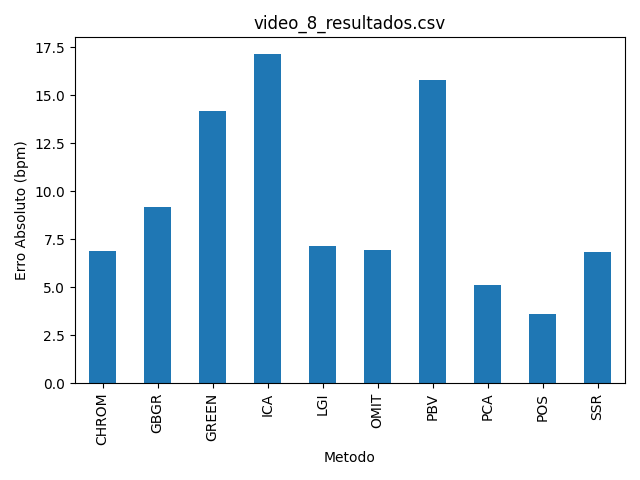 video_8_resultados.csv
Erro Absoluto (bpm)
17.5
15.0
12.5
10.0
7.5
5.0
2.5
0.0
CHROM
GBGR
GREEN
ICA
LGI
OMIT
PBV
PCA
POS
SSR
Metodo